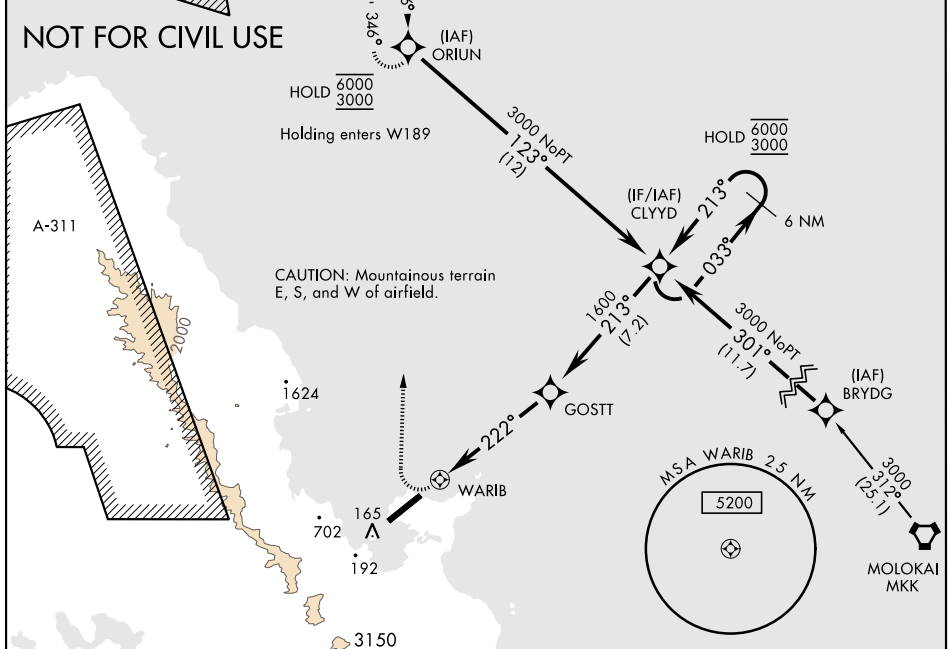 NOT FOR CIVIL USE
346°
(IAF)
ORIUN
HOLD 6000
3000
Holding enters W189
3000 NoPT
123°
(12)
HOLD 6000
3000
(IF/IAF)
CLYYD
213°
033°
6 NM
A-311
CAUTION: Mountainous terrain
E, S, and W of airfield.
2000
1600
213°
(7.2)
3000 NoPT
301°
(11.7)
(IAF)
BRYDG
1624
GOSTT
222°
WARIB
3000
312°
(25.1)
MSA WARIB 25 NM
5200
165
702
192
MOLOKAI
MKK
3150